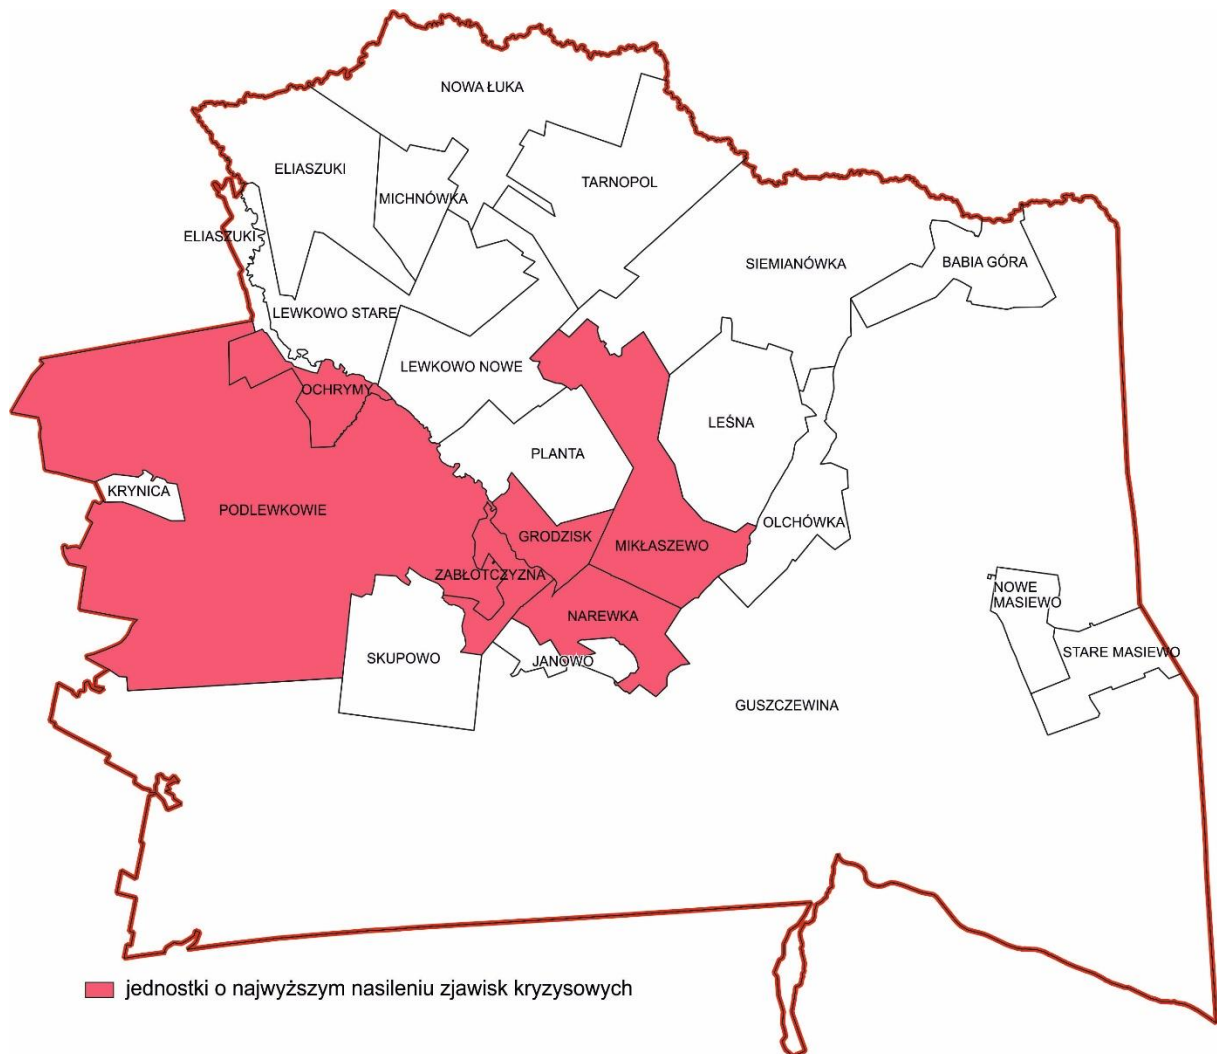 NOWA ŁUKA
ELIASZUKI
TARNOPOL
MICHNÓWKA
ELIASZUKI
SIEMIANÓWKA
BABIA GÓRA
LEWKOWO STARE
LEWKOWO NOWE
OCHRYMY
LEŚNA
PLANTA
KRYNICA
PODLEWKOWIE
OLCHÓWKA
GRODZISK
MIKŁASZEWO
ZABŁOTCZYZNA
NOWE
MASIEWO
NAREWKA
STARE MASIEWO
SKUPOWO
JANOWO
GUSZCZEWINA
jednostki o najwyższym nasileniu zjawisk kryzysowych